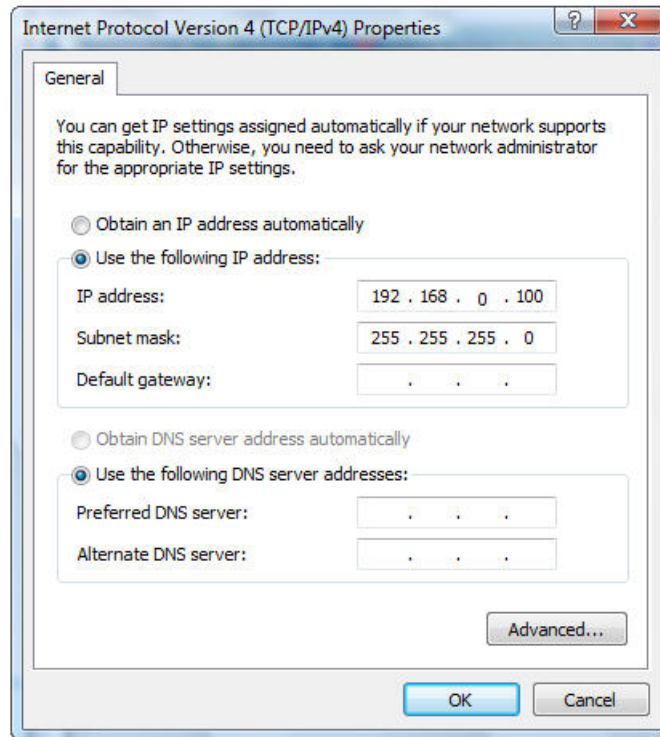 Internet Protocol Version 4 (TCP/IPv4) Properties
General
You can get IP settings assigned automatically if your network supports
this capability. Otherwise, you need to ask your network administrator
for the appropriate IP settings.
Obtain an IP address automatically
Use the following IP address:
IP address: 192 . 168 . 0 . 100
Subnet mask: 255 . 255 . 255 . 0
Default gateway: . . .
Obtain DNS server address automatically
Use the following DNS server addresses:
Preferred DNS server: . . .
Alternate DNS server: . . .
Advanced...
OK Cancel